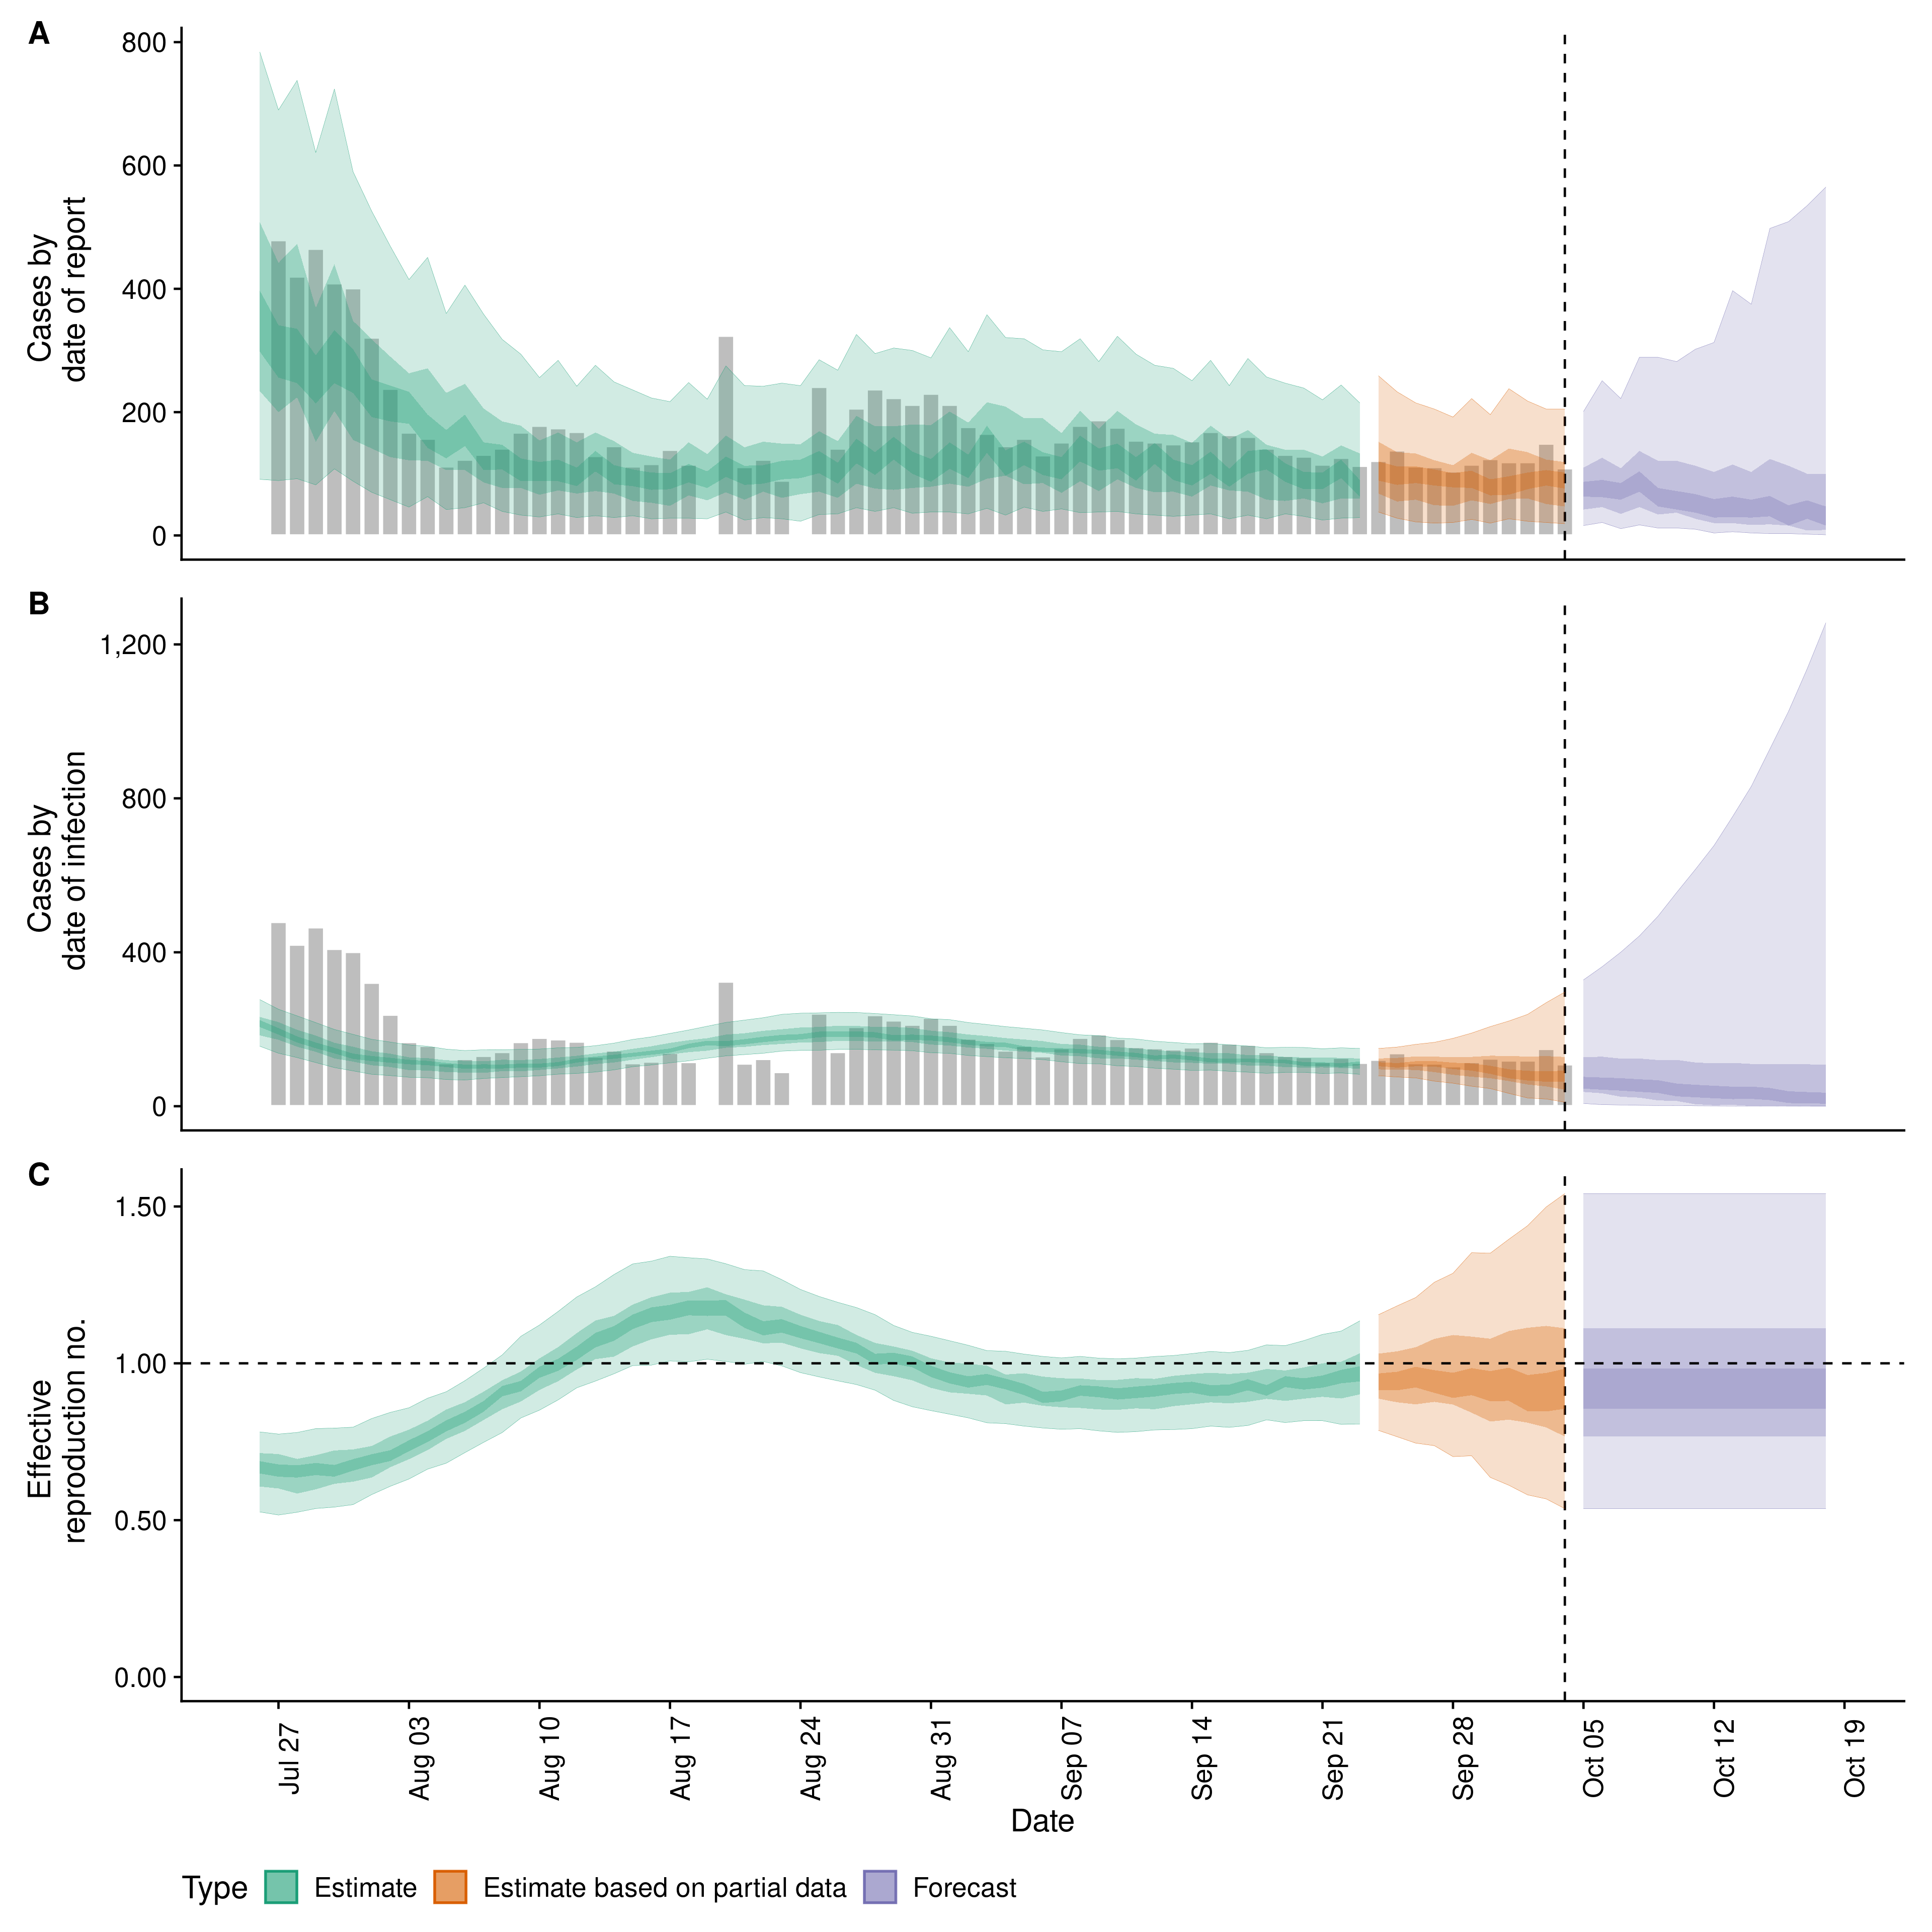 A
800
600
400
200
0
Cases by
date of report
B
1,200
800
400
0
Cases by
date of infection
C
1.50
1.00
0.50
0.00
Effective
reproduction no.
Jul 27
Aug 03
Aug 10
Aug 17
Aug 24
Aug 31
Sep 07
Sep 14
Sep 21
Sep 28
Oct 05
Oct 12
Oct 19
Date
Type Estimate Estimate based on partial data Forecast